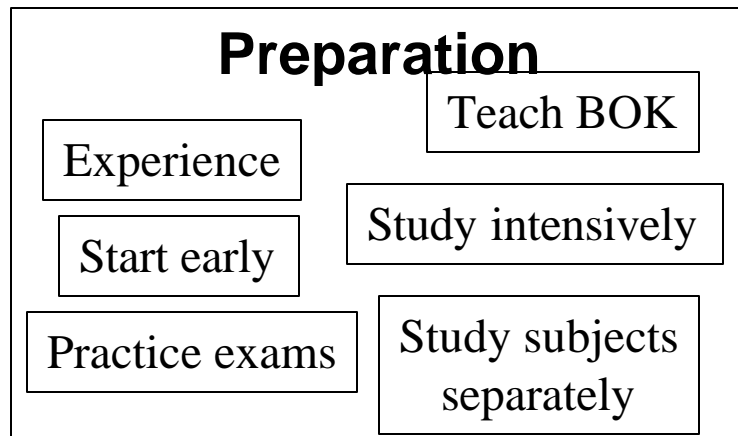 Preparation
Teach BOK
Experience
Study intensively
Start early
Practice exams
Study subjects
separately